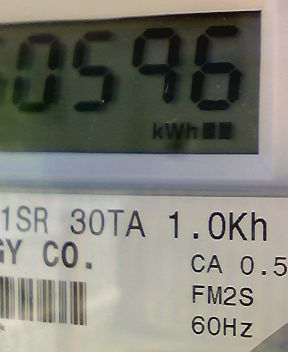 0596
kWh
1SR 30TA 1.0Kh
GY CO.
CA 0.5
FM2S
60Hz